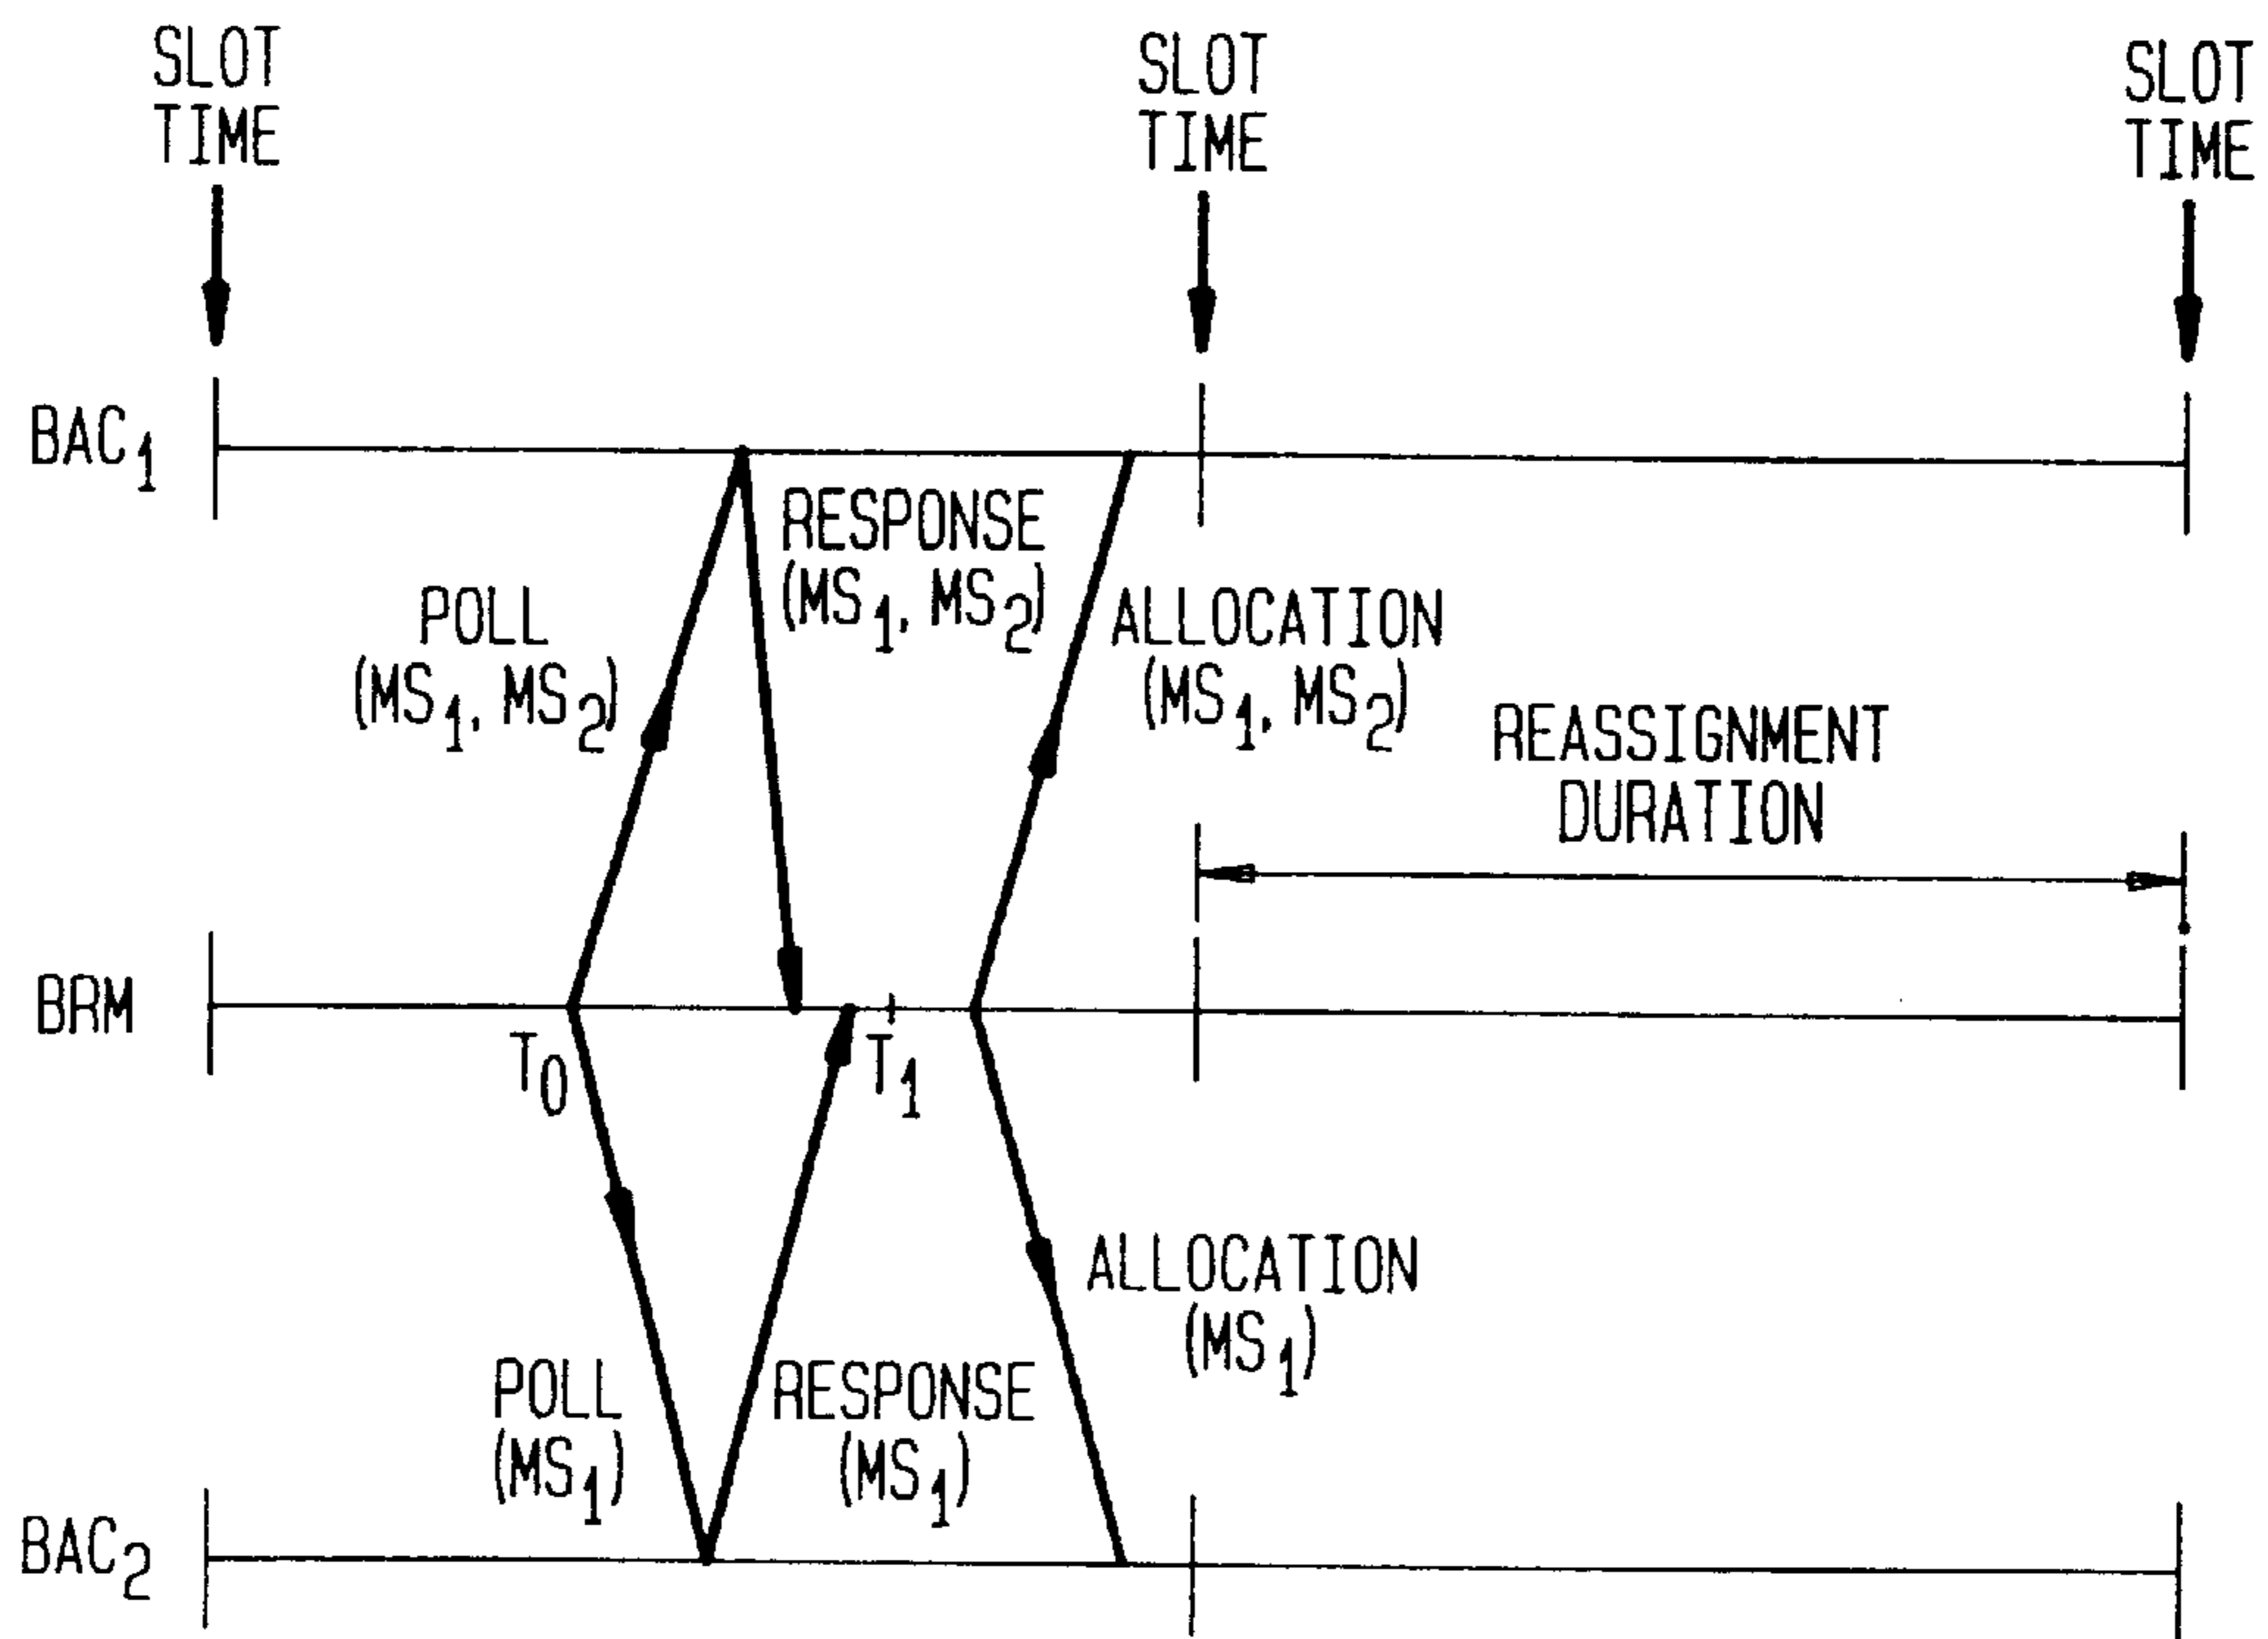 SLOT
TIME
SLOT
TIME
SLOT
TIME
BAC1
RESPONSE
(MS1, MS2)
POLL
(MS1, MS2)
ALLOCATION
(MS1, MS2)
REASSIGNMENT
DURATION
BRM
T0
T1
ALLOCATION
(MS1)
POLL
(MS1)
RESPONSE
(MS1)
BAC2